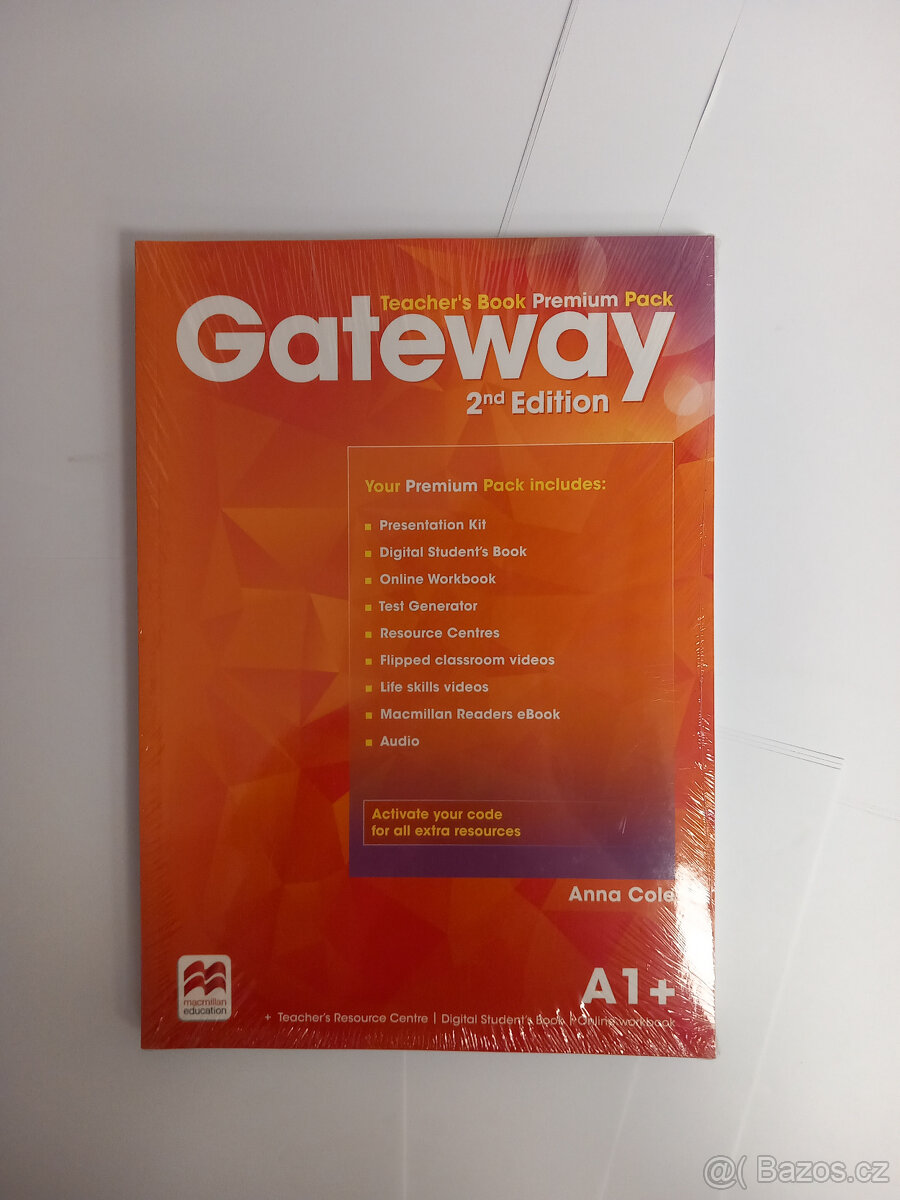 Teacher's Book Premium Pack
Gateway
2nd Edition
Your Premium Pack includes:
Presentation Kit
Digital Student's Book
Online Workbook
Test Generator
Resource Centres
Flipped classroom videos
Life skills videos
Macmillan Readers eBook
Audio
Activate your code
for all extra resources
Anna Cole
A1+
macmillan
education
+ Teacher's Resource Centre | Digital Student's Book | Online workbook
@( Bazos.cz